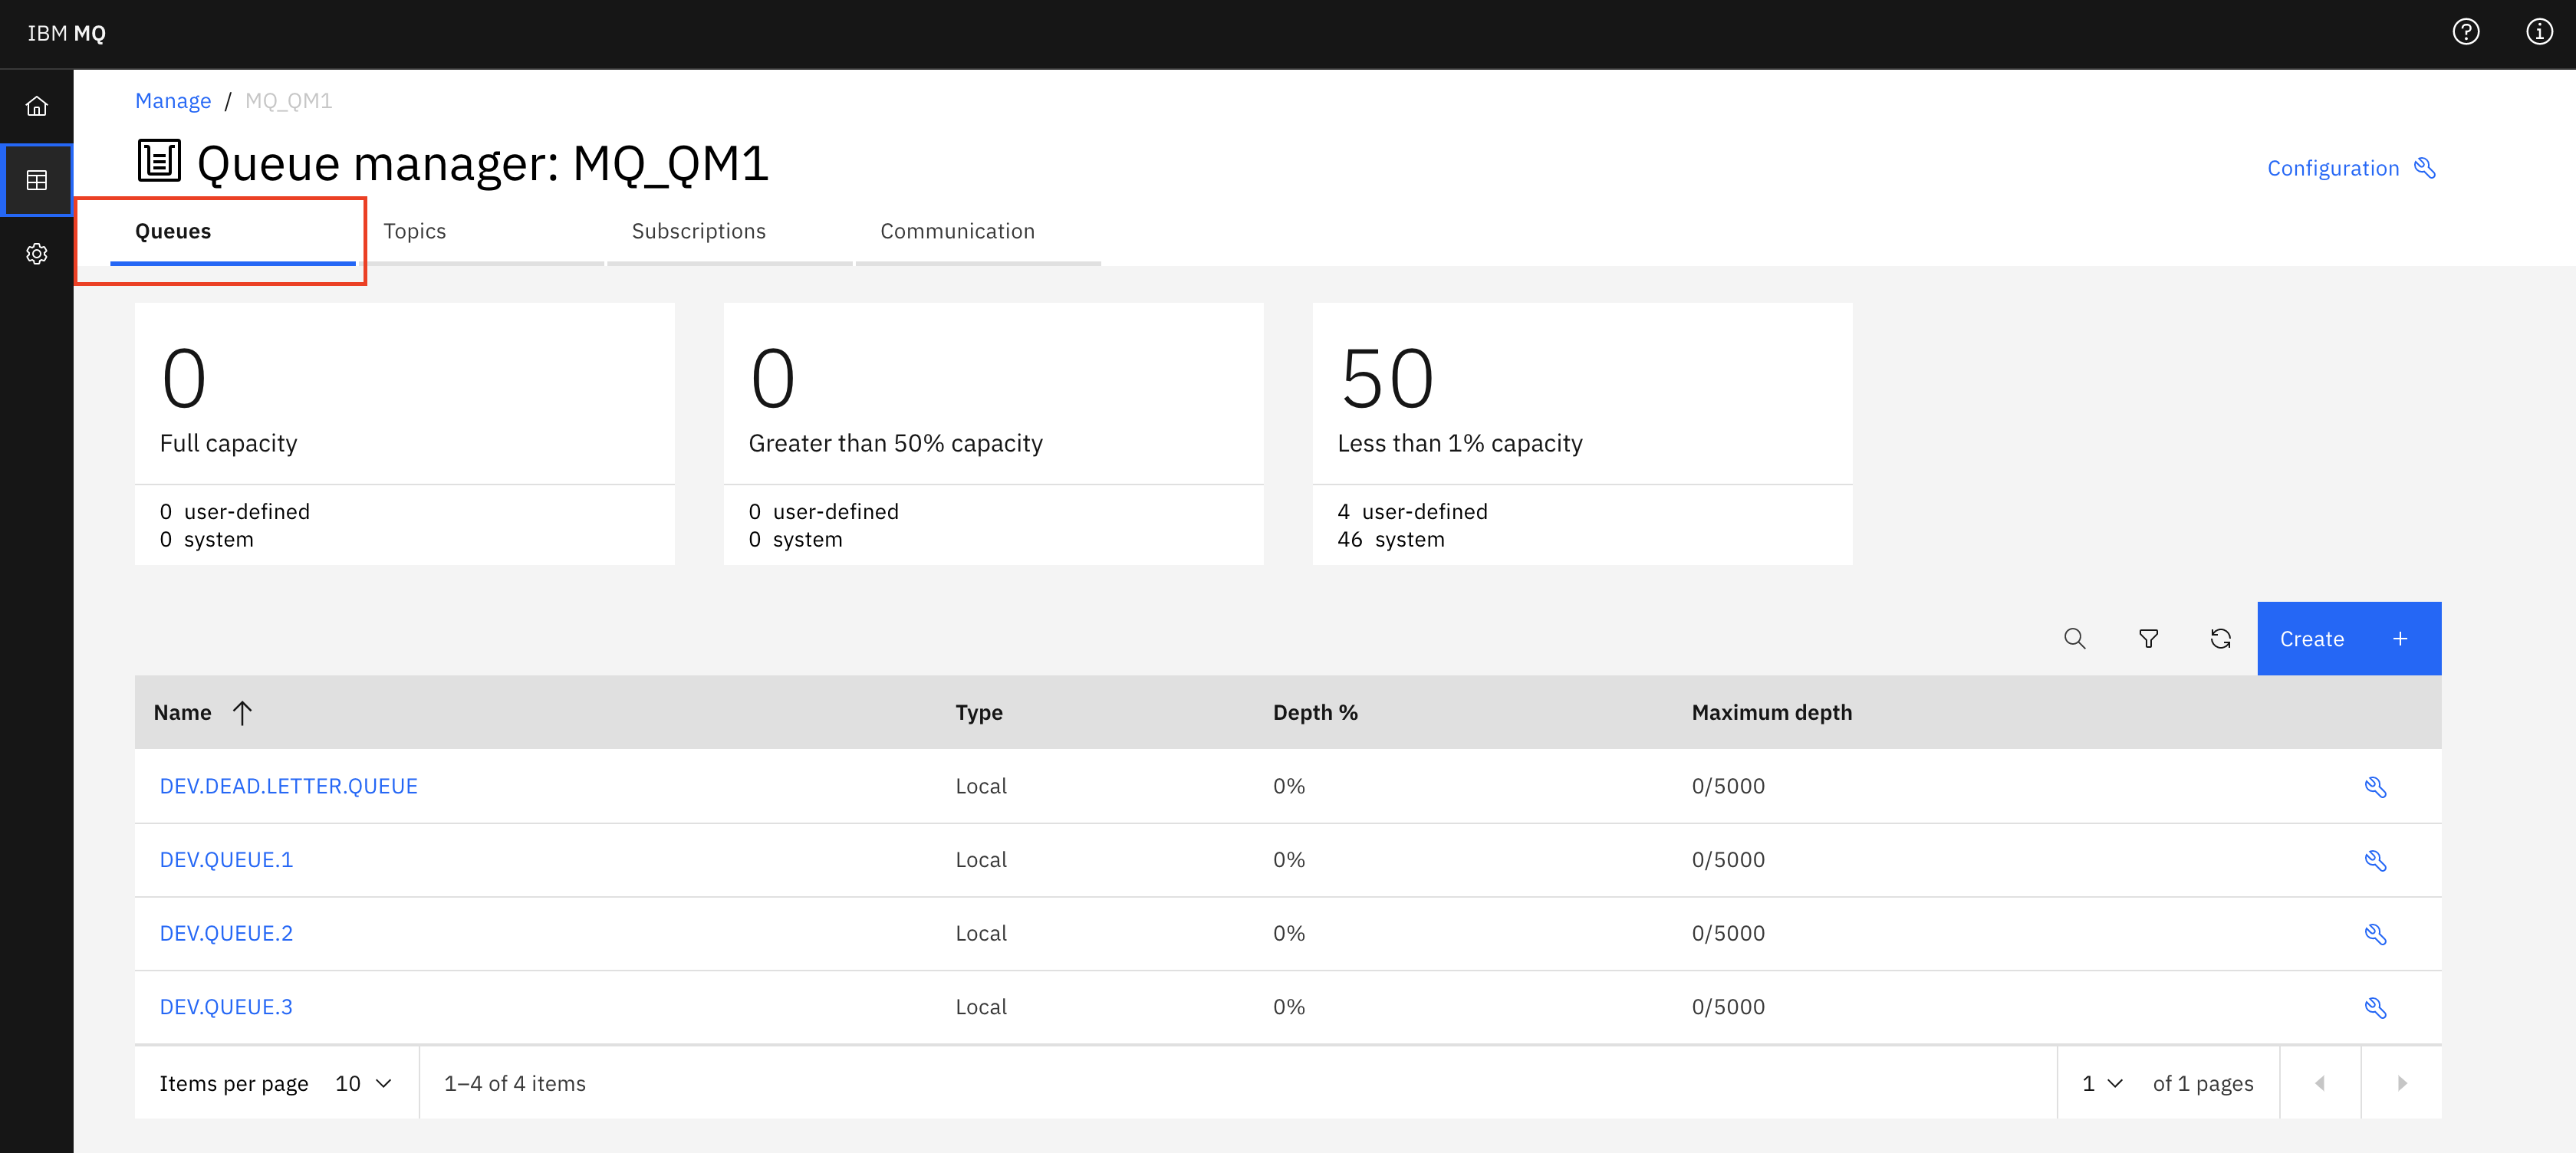 IBM MQ
Manage / MQ_QM1
Queue manager: MQ_QM1
Configuration
Queues Topics Subscriptions Communication
0
Full capacity
0 user-defined
0 system
0
Greater than 50% capacity
0 user-defined
0 system
50
Less than 1% capacity
4 user-defined
46 system
Create +
Name Type Depth % Maximum depth
DEV.DEAD.LETTER.QUEUE Local 0% 0/5000
DEV.QUEUE.1 Local 0% 0/5000
DEV.QUEUE.2 Local 0% 0/5000
DEV.QUEUE.3 Local 0% 0/5000
Items per page 10 1–4 of 4 items 1 of 1 pages